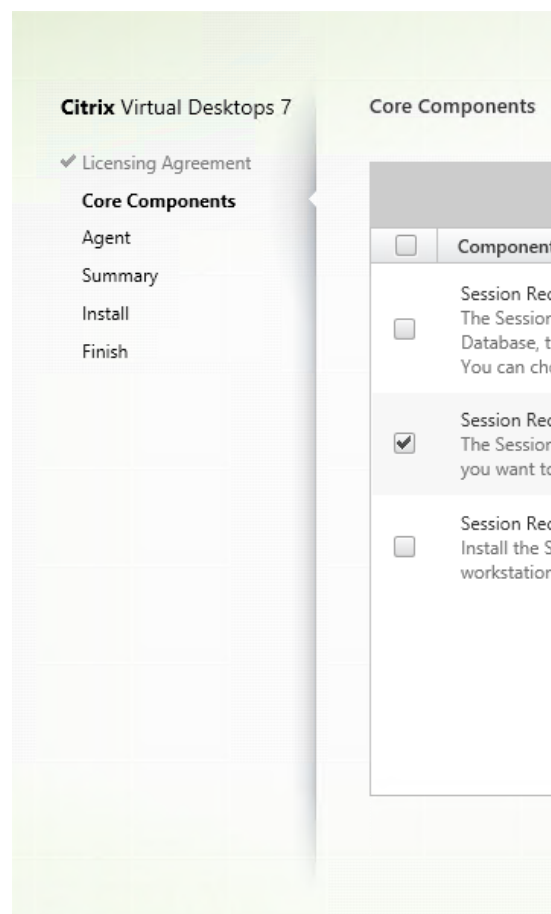 Citrix Virtual Desktops 7
Licensing Agreement
Core Components
Agent
Summary
Install
Finish
Core Components
Component
Session Rec
The Session
Database, t
You can cho
Session Rec
The Session
you want to
Session Rec
Install the S
workstation